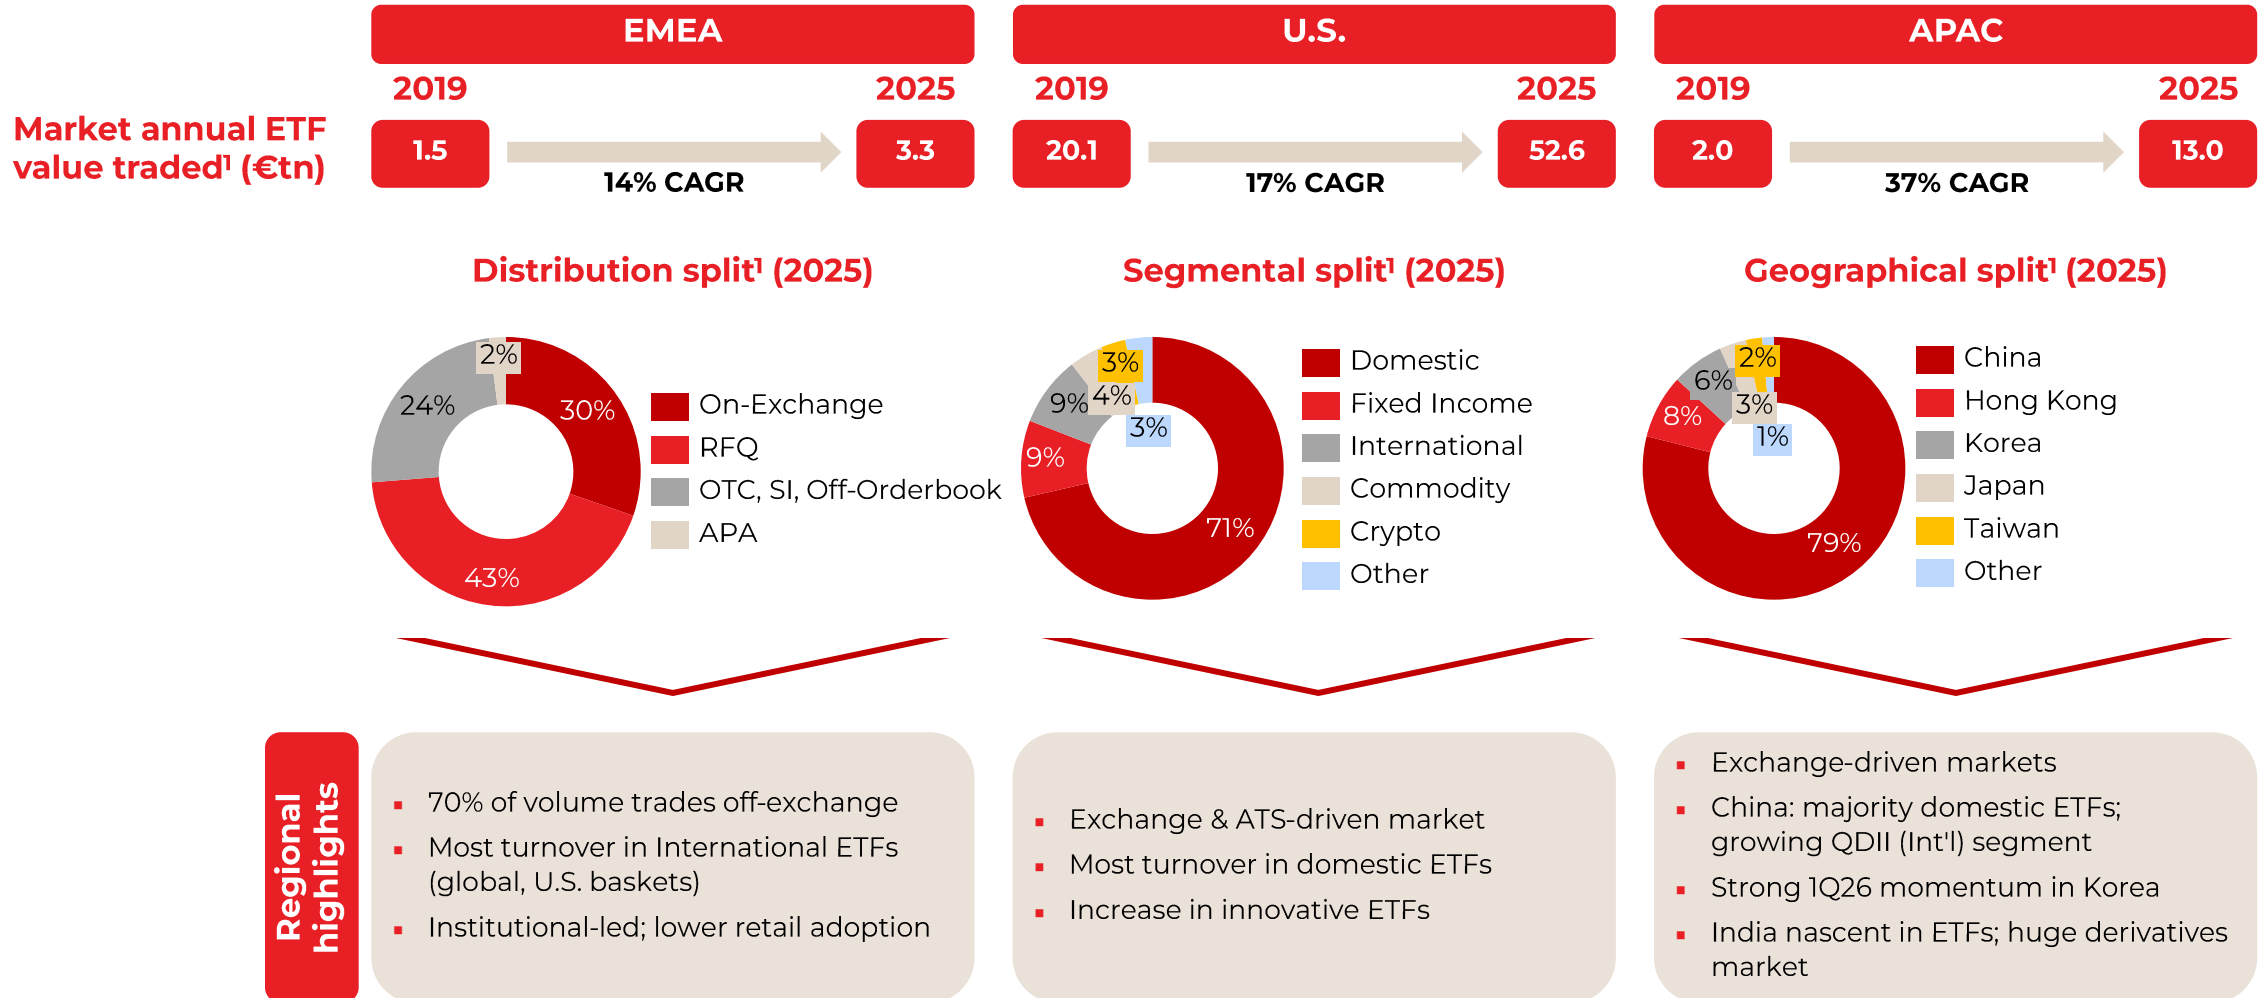 EMEA
U.S.
APAC
2019
2025
2019
2025
2019
2025
Market annual ETF
value traded¹ (€tn)
1.5
14% CAGR
3.3
20.1
17% CAGR
52.6
2.0
37% CAGR
13.0
Distribution split¹ (2025)
2%
24%
30%
43%
On-Exchange
RFQ
OTC, SI, Off-Orderbook
APA
Segmental split¹ (2025)
3%
9%
4%
3%
9%
71%
Domestic
Fixed Income
International
Commodity
Crypto
Other
Geographical split¹ (2025)
2%
6%
3%
8%
1%
79%
China
Hong Kong
Korea
Japan
Taiwan
Other
Regional
highlights
▪ 70% of volume trades off-exchange
▪ Most turnover in International ETFs
(global, U.S. baskets)
▪ Institutional-led; lower retail adoption
▪ Exchange & ATS-driven market
▪ Most turnover in domestic ETFs
▪ Increase in innovative ETFs
▪ Exchange-driven markets
▪ China: majority domestic ETFs;
growing QDII (Int'l) segment
▪ Strong 1Q26 momentum in Korea
▪ India nascent in ETFs; huge derivatives
market